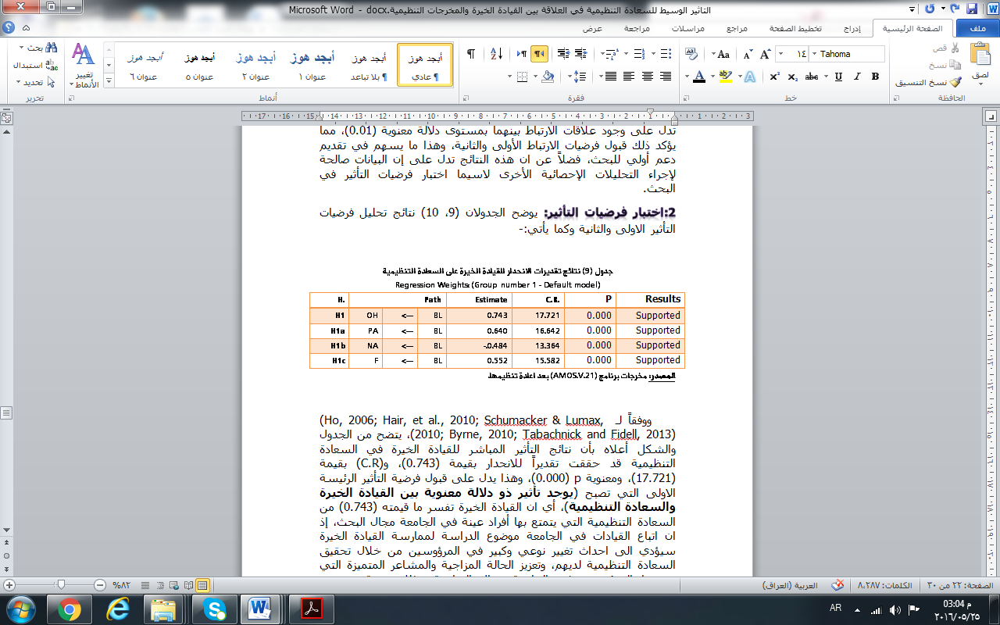 التاثير الوسيط للسعادة التنظيمية في العلاقة بين القيادة الخيرة والمخرجات التنظيمية.docx - Microsoft Word
ملف
الصفحة الرئيسية
إدراج
تخطيط الصفحة
مراجع
مراسلات
مراجعة
عرض
لصق
قص
نسخ
نسخ التنسيق
الحافظة
Tahoma
١٤
خط
فقرة
أبجد هوز
¶ عادي
أبجد هوز
¶ بلا تباعد
أبجد هوز
عنوان ١
أبجد هوز
عنوان ٢
أبجد هوز
عنوان ٥
أبجد هوز
عنوان ٦
تغيير الأنماط
أنماط
بحث
استبدال
تحديد
تحرير
تدل على وجود علاقات الارتباط بينهما بمستوى دلالة معنوية (0.01)، مما
يؤكد ذلك قبول فرضيات الارتباط الأولى والثانية، وهذا ما يسهم في تقديم
دعم أولي للبحث، فضلاً عن ان هذه النتائج تدل على إن البيانات صالحة
لإجراء التحليلات الإحصائية الأخرى لاسيما اختبار فرضيات التأثير في
البحث.
2:اختبار فرضيات التأثير: يوضح الجدولان (9، 10) نتائج تحليل فرضيات
التأثير الاولى والثانية وكما يأتي:-
جدول (9) نتائج تقديرات الانحدار للقيادة الخيرة على السعادة التنظيمية
Regression Weights: (Group number 1 - Default model)
H. Path Estimate C.R. P Results
H1 OH <--- BL 0.743 17.721 0.000 Supported
H1a PA <--- BL 0.640 16.642 0.000 Supported
H1b NA <--- BL -.0.484 13.364 0.000 Supported
H1c F <--- BL 0.552 15.582 0.000 Supported
المصدر: مخرجات برنامج (AMOS.V.21) بعد اعادة تنظيمها.
ووفقاً لـ (Ho, 2006; Hair, et al., 2010; Schumacker & Lumax,
2010; Byrne, 2010; Tabachnick and Fidell, 2013)، يتضح من الجدول
والشكل أعلاه بأن نتائج التأثير المباشر للقيادة الخيرة في السعادة
التنظيمية قد حققت تقديراً للانحدار بقيمة (0.743)، و(C.R) بقيمة
(17.721)، ومعنوية p (0.000)، وهذا يدل على قبول فرضية التأثير الرئيسة
الاولى التي تصبح (يوجد تأثير ذو دلالة معنوية بين القيادة الخيرة
والسعادة التنظيمية)، أي ان القيادة الخيرة تفسر ما قيمته (0.743) من
السعادة التنظيمية التي يتمتع بها أفراد عينة في الجامعة مجال البحث، إذ
ان اتباع القيادات في الجامعة موضوع الدراسة لممارسة القيادة الخيرة
سيؤدي الى احداث تغيير نوعي وكبير في المرؤوسين من خلال تحقيق
السعادة التنظيمية لديهم، وتعزيز الحالة المزاجية والمشاعر المتميزة التي
الصفحة: ٢٢ من ٣٠
الكلمات: ٨،٢٨٧
العربية (العراق)
٨٢%
AR
03:04 م
٢٠١٦/٠٥/٢٥